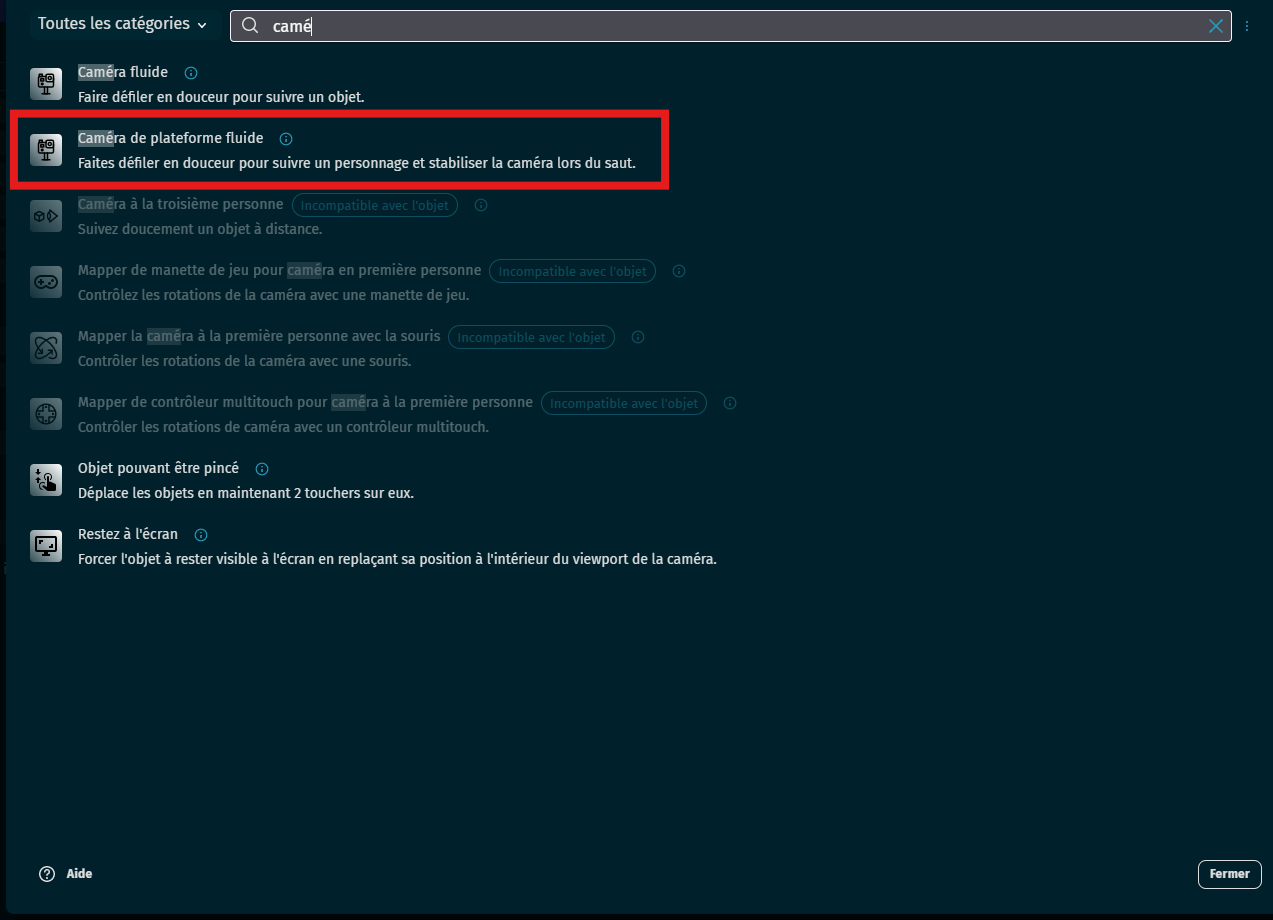 Toutes les catégories
camé
Caméra fluide
Faire défiler en douceur pour suivre un objet.
Caméra de plateforme fluide
Faites défiler en douceur pour suivre un personnage et stabiliser la caméra lors du saut.
Caméra à la troisième personne Incompatible avec l'objet
Suivez doucement un objet à distance.
Mapper de manette de jeu pour caméra en première personne Incompatible avec l'objet
Contrôlez les rotations de la caméra avec une manette de jeu.
Mapper la caméra à la première personne avec la souris Incompatible avec l'objet
Contrôler les rotations de la caméra avec une souris.
Mapper de contrôleur multitouch pour caméra à la première personne Incompatible avec l'objet
Contrôler les rotations de caméra avec un contrôleur multitouch.
Objet pouvant être pincé
Déplace les objets en maintenant 2 touchers sur eux.
Restez à l'écran
Forcer l'objet à rester visible à l'écran en replaçant sa position à l'intérieur du viewport de la caméra.
Aide
Fermer